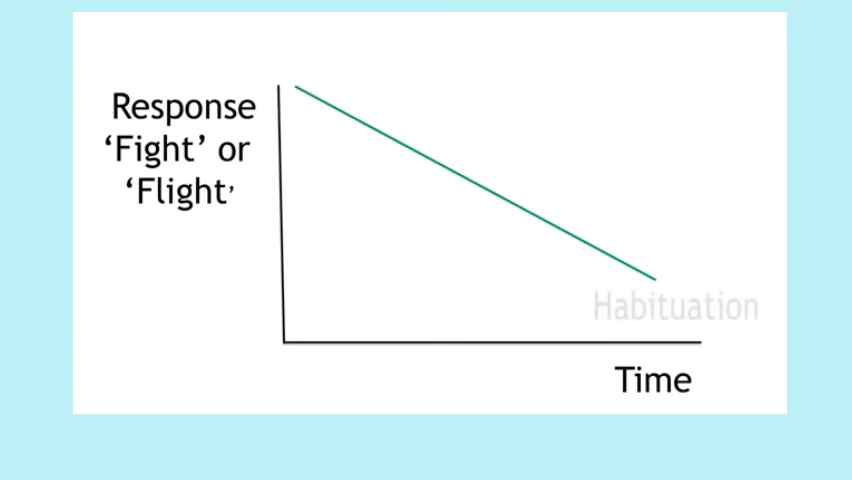 Response
‘Fight’ or
‘Flight’
Habituation
Time